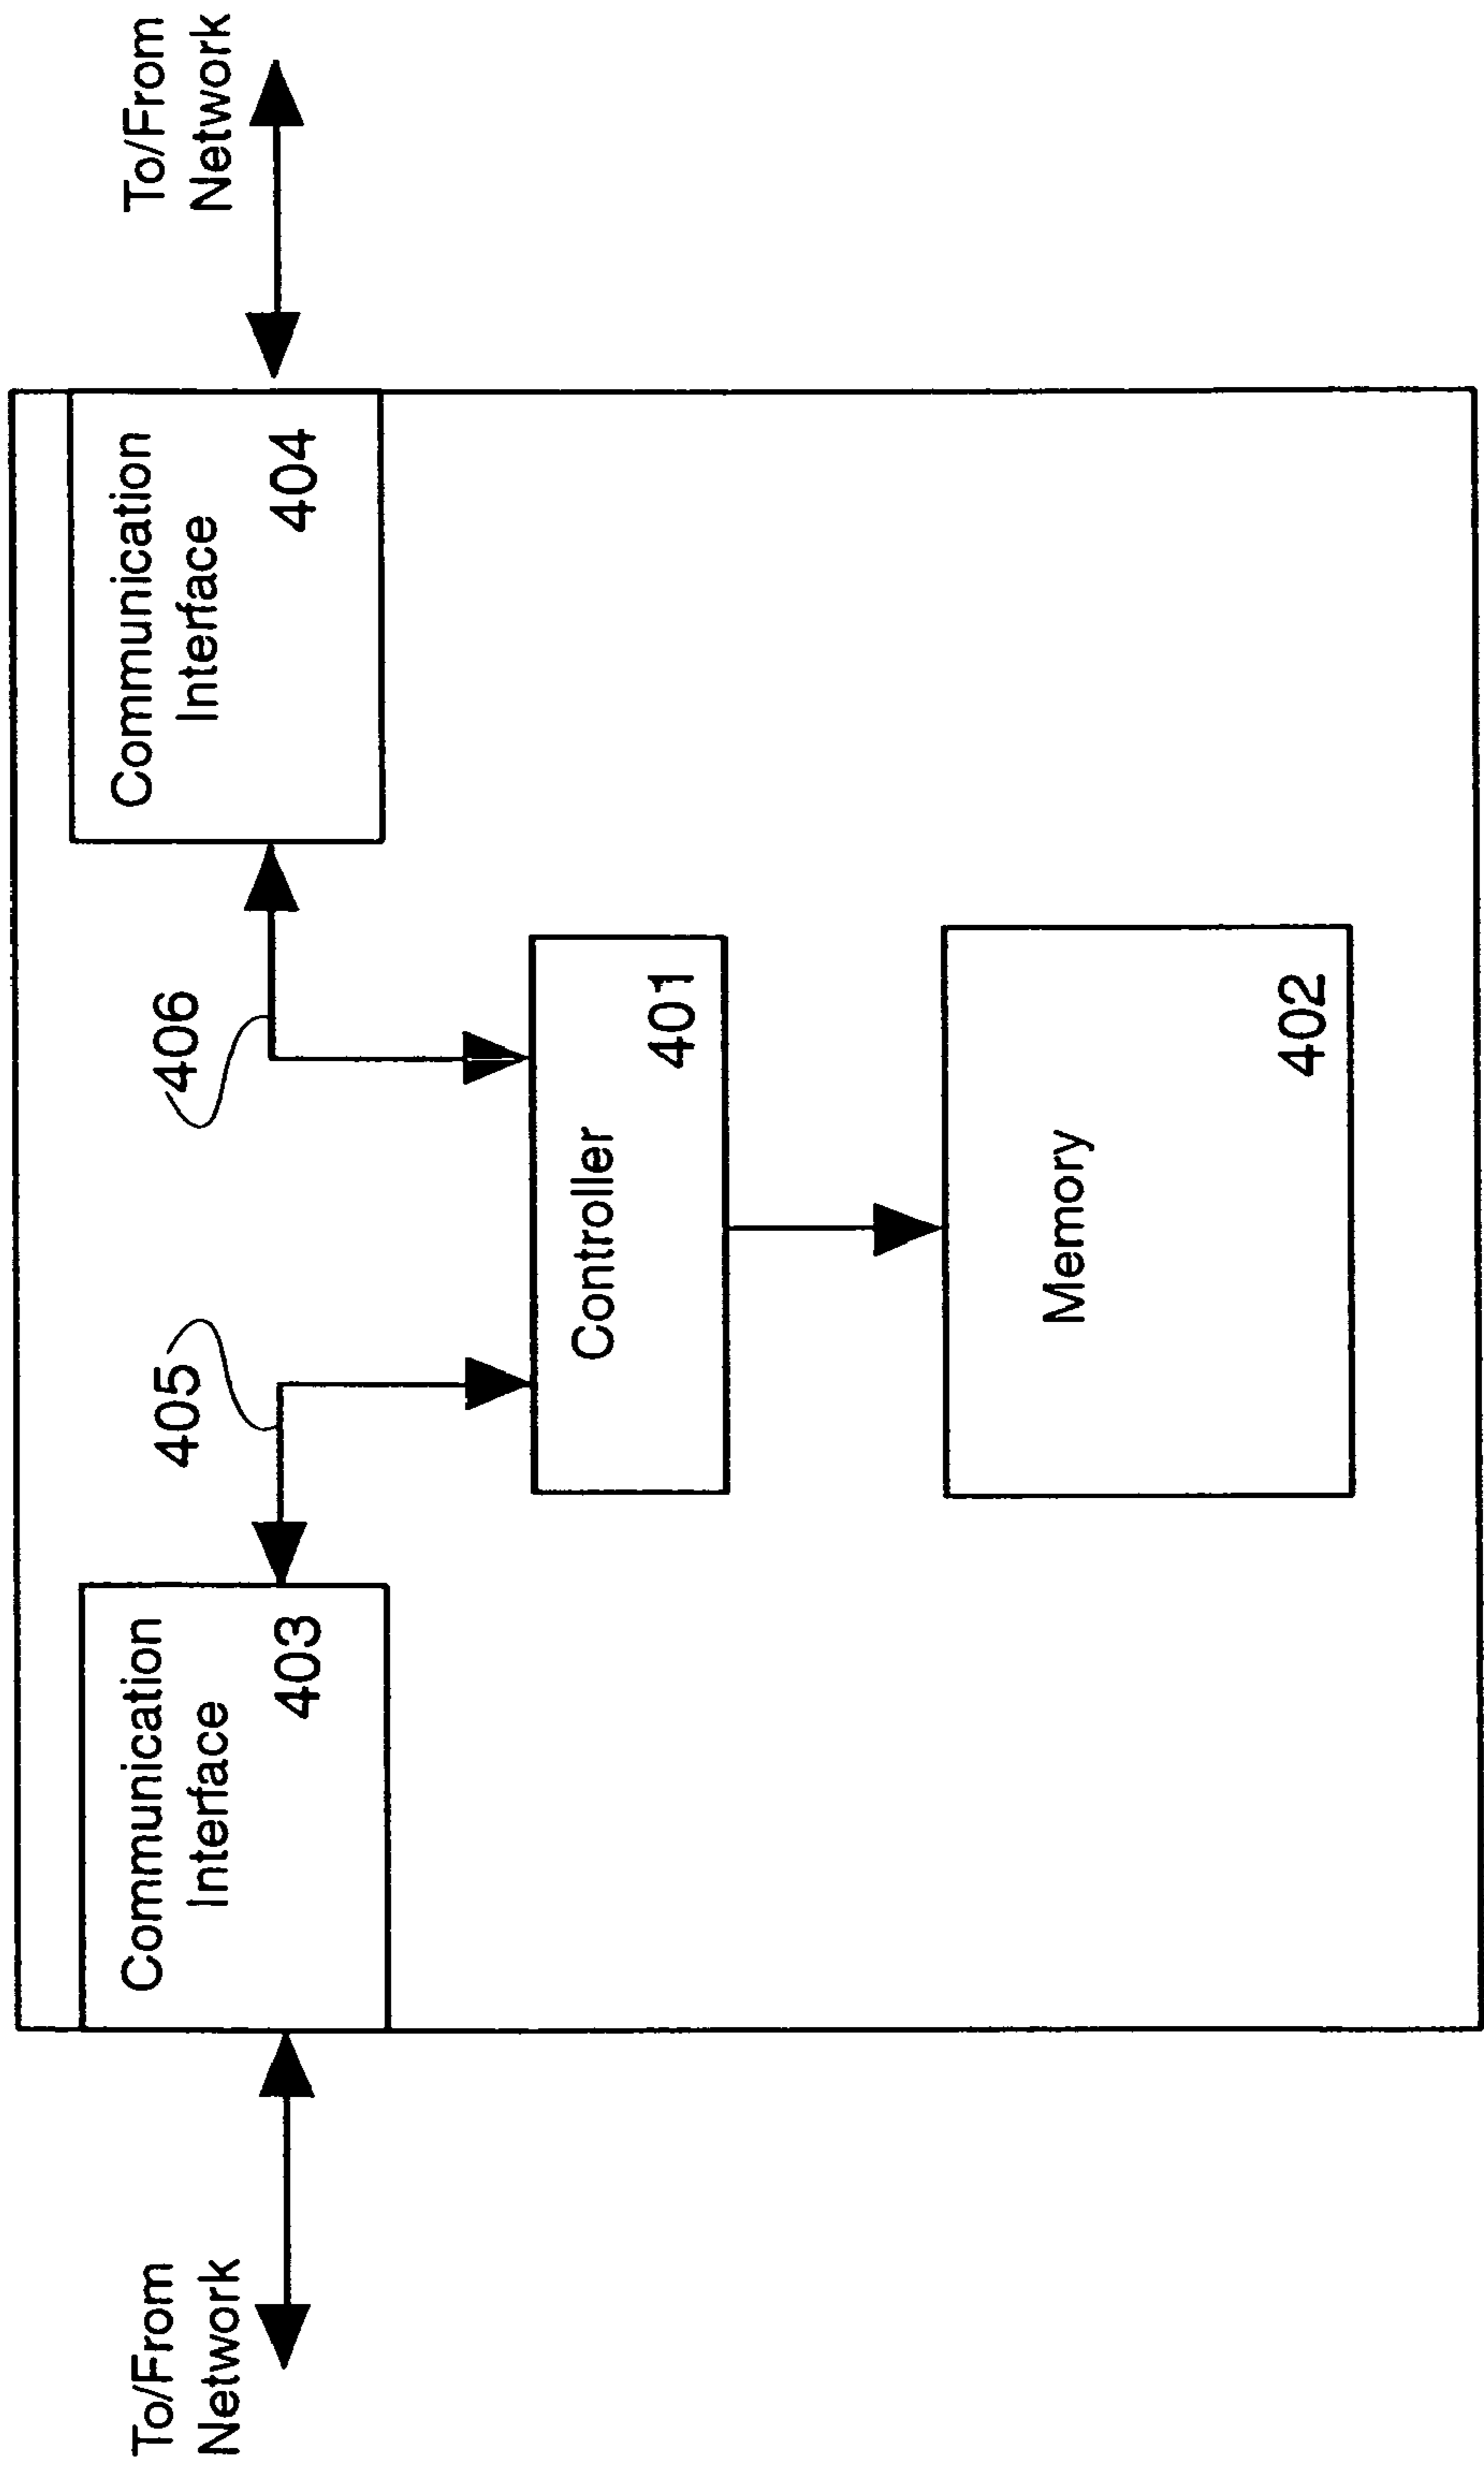 To/From
Network
Communication
Interface
403
405
406
Communication
Interface
404
To/From
Network
Controller
401
Memory
402